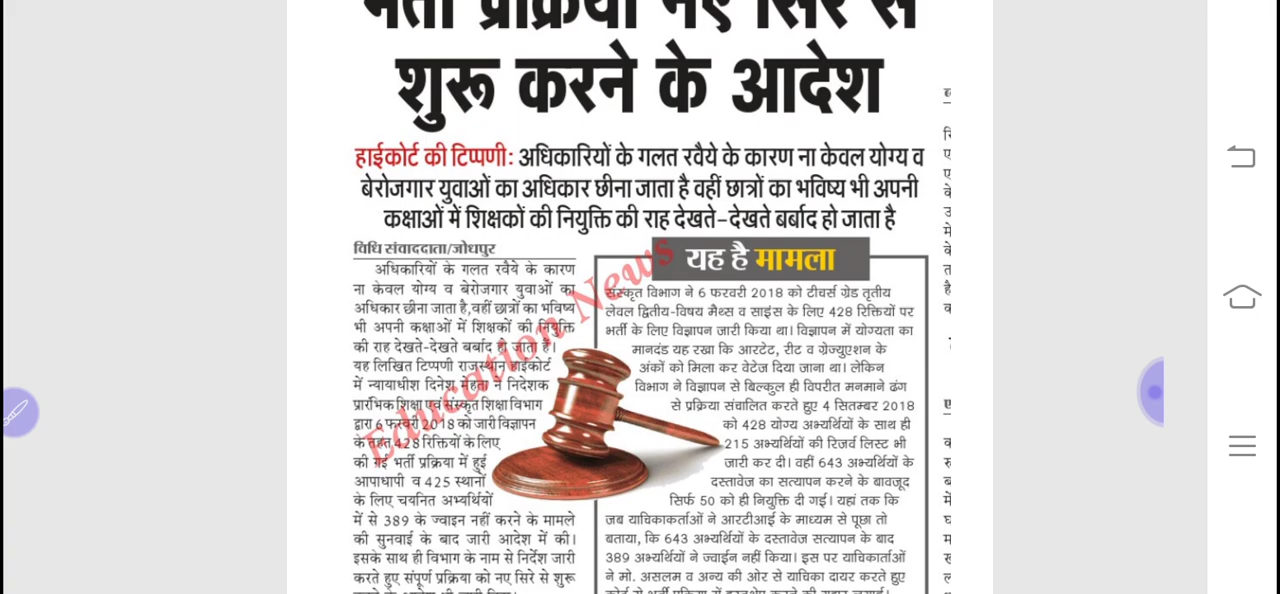 भर्ती प्रक्रिया नए सिरे से
शुरू करने के आदेश
हाईकोर्ट की टिप्पणी: अधिकारियों के गलत रवैये के कारण ना केवल योग्य व
बेरोजगार युवाओं का अधिकार छीना जाता है वहीं छात्रों का भविष्य भी अपनी
कक्षाओं में शिक्षकों की नियुक्ति की राह देखते-देखते बर्बाद हो जाता है
विधि संवाददाता/जोधपुर
अधिकारियों के गलत रवैये के कारण
ना केवल योग्य व बेरोजगार युवाओं का
अधिकार छीना जाता है,वहीं छात्रों का भविष्य
भी अपनी कक्षाओं में शिक्षकों की नियुक्ति
की राह देखते-देखते बर्बाद हो जाता है।
यह लिखित टिप्पणी राजस्थान हाईकोर्ट
में न्यायाधीश दिनेश मेहता ने निदेशक
प्रारंभिक शिक्षा एवं संस्कृत शिक्षा विभाग
द्वारा 6 फरवरी 2018 को जारी विज्ञापन
के तहत 428 रिक्तियों के लिए
की गई भर्ती प्रक्रिया में हुई
आपाधापी व 425 स्थानों
के लिए चयनित अभ्यर्थियों
में से 389 के ज्वाइन नहीं करने के मामले
की सुनवाई के बाद जारी आदेश में की।
इसके साथ ही विभाग के नाम से निर्देश जारी
करते हुए संपूर्ण प्रक्रिया को नए सिरे से शुरू
यह है मामला
संस्कृत विभाग ने 6 फरवरी 2018 को टीचर्स ग्रेड तृतीय
लेवल द्वितीय-विषय मैथ्स व साइंस के लिए 428 रिक्तियों पर
भर्ती के लिए विज्ञापन जारी किया था। विज्ञापन में योग्यता का
मानदंड यह रखा कि आरटेट, रीट व ग्रेज्युएशन के
अंकों को मिला कर वेटेज दिया जाना था। लेकिन
विभाग ने विज्ञापन से बिल्कुल ही विपरीत मनमाने ढंग
से प्रक्रिया संचालित करते हुए 4 सितम्बर 2018
को 428 योग्य अभ्यर्थियों के साथ ही
215 अभ्यर्थियों की रिजर्व लिस्ट भी
जारी कर दी। वहीं 643 अभ्यर्थियों के
दस्तावेज का सत्यापन करने के बावजूद
सिर्फ 50 को ही नियुक्ति दी गई। यहां तक कि
जब याचिकाकर्ताओं ने आरटीआई के माध्यम से पूछा तो
बताया, कि 643 अभ्यर्थियों के दस्तावेज सत्यापन के बाद
389 अभ्यर्थियों ने ज्वाईन नहीं किया। इस पर याचिकार्ताओं
ने मो. असलम व अन्य की ओर से याचिका दायर करते हुए
Education News